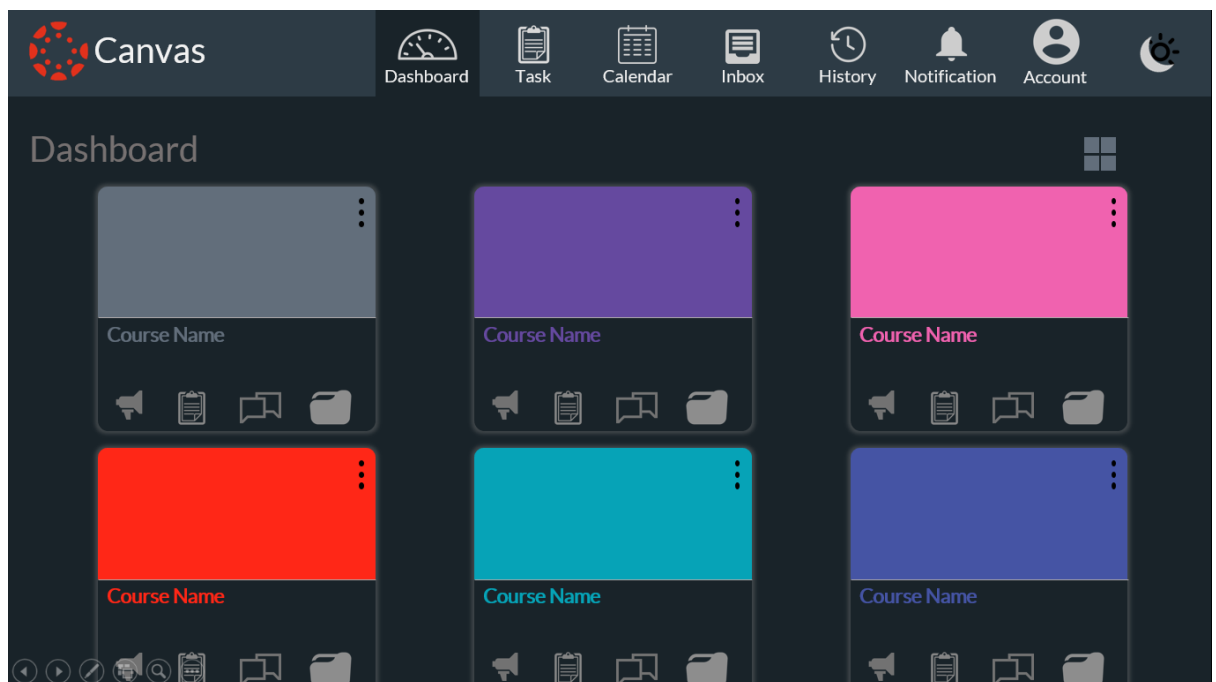 Canvas
Dashboard Task Calendar Inbox History Notification Account
Dashboard
Course Name Course Name Course Name
Course Name Course Name Course Name